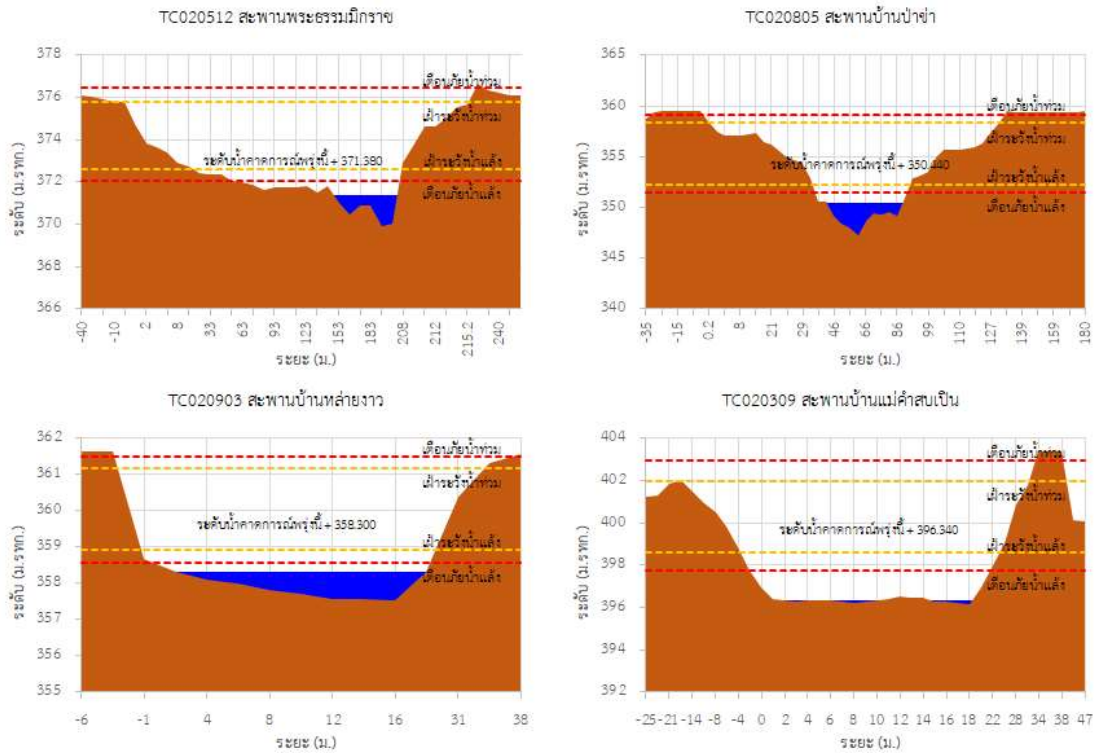 TC020512 สะพานพระธรรมมิกราช
378
376
374
372
370
368
366
ระดับ (ม.รทก.)
เตือนภัยน้ำท่วม
เฝ้าระวังน้ำท่วม
ระดับน้ำคาดการณ์พรุ่งนี้ + 371.380
เฝ้าระวังน้ำแล้ง
เตือนภัยน้ำแล้ง
-40 -10 2 8 33 53 63 73 93 123 155 183 208 212 215.2 240
ระยะ (ม.)
TC020805 สะพานบ้านป่าข่า
365
360
355
350
345
340
ระดับ (ม.รทก.)
เตือนภัยน้ำท่วม
เฝ้าระวังน้ำท่วม
ระดับน้ำคาดการณ์พรุ่งนี้ + 350.440
เฝ้าระวังน้ำแล้ง
เตือนภัยน้ำแล้ง
-35 -15 0.2 8 21 29 46 66 86 99 110 127 139 159 180
ระยะ (ม.)
TC020903 สะพานบ้านหล่ายงาว
362
361
360
359
358
357
356
355
ระดับ (ม.รทก.)
เตือนภัยน้ำท่วม
เฝ้าระวังน้ำท่วม
ระดับน้ำคาดการณ์พรุ่งนี้ + 358.300
เฝ้าระวังน้ำแล้ง
เตือนภัยน้ำแล้ง
-6 -1 4 8 12 16 31 38
ระยะ (ม.)
TC020309 สะพานบ้านแม่คำสบเปิน
404
402
400
398
396
394
392
ระดับ (ม.รทก.)
เตือนภัยน้ำท่วม
เฝ้าระวังน้ำท่วม
ระดับน้ำคาดการณ์พรุ่งนี้ + 396.340
เฝ้าระวังน้ำแล้ง
เตือนภัยน้ำแล้ง
-25 -21 -14 -8 -4 0 2 4 6 8 10 12 16 18 22 28 34 38 47
ระยะ (ม.)